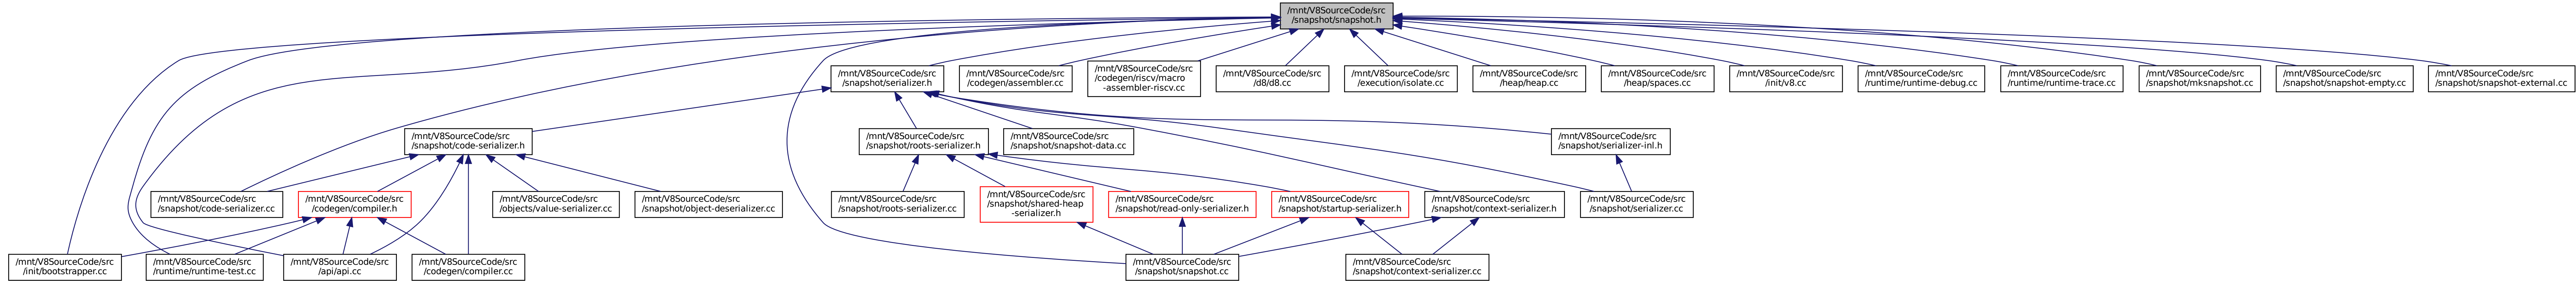 /mnt/V8SourceCode/src
/snapshot/snapshot.h
/mnt/V8SourceCode/src
/snapshot/serializer.h
/mnt/V8SourceCode/src
/codegen/assembler.cc
/mnt/V8SourceCode/src
/codegen/riscv/macro
-assembler-riscv.cc
/mnt/V8SourceCode/src
/d8/d8.cc
/mnt/V8SourceCode/src
/execution/isolate.cc
/mnt/V8SourceCode/src
/heap/heap.cc
/mnt/V8SourceCode/src
/heap/spaces.cc
/mnt/V8SourceCode/src
/init/v8.cc
/mnt/V8SourceCode/src
/runtime/runtime-debug.cc
/mnt/V8SourceCode/src
/runtime/runtime-trace.cc
/mnt/V8SourceCode/src
/snapshot/mksnapshot.cc
/mnt/V8SourceCode/src
/snapshot/snapshot-empty.cc
/mnt/V8SourceCode/src
/snapshot/snapshot-external.cc
/mnt/V8SourceCode/src
/snapshot/code-serializer.h
/mnt/V8SourceCode/src
/snapshot/roots-serializer.h
/mnt/V8SourceCode/src
/snapshot/snapshot-data.cc
/mnt/V8SourceCode/src
/snapshot/serializer-inl.h
/mnt/V8SourceCode/src
/snapshot/code-serializer.cc
/mnt/V8SourceCode/src
/codegen/compiler.h
/mnt/V8SourceCode/src
/objects/value-serializer.cc
/mnt/V8SourceCode/src
/snapshot/object-deserializer.cc
/mnt/V8SourceCode/src
/snapshot/roots-serializer.cc
/mnt/V8SourceCode/src
/snapshot/shared-heap
-serializer.h
/mnt/V8SourceCode/src
/snapshot/read-only-serializer.h
/mnt/V8SourceCode/src
/snapshot/startup-serializer.h
/mnt/V8SourceCode/src
/snapshot/context-serializer.h
/mnt/V8SourceCode/src
/snapshot/serializer.cc
/mnt/V8SourceCode/src
/init/bootstrapper.cc
/mnt/V8SourceCode/src
/runtime/runtime-test.cc
/mnt/V8SourceCode/src
/api/api.cc
/mnt/V8SourceCode/src
/codegen/compiler.cc
/mnt/V8SourceCode/src
/snapshot/snapshot.cc
/mnt/V8SourceCode/src
/snapshot/context-serializer.cc